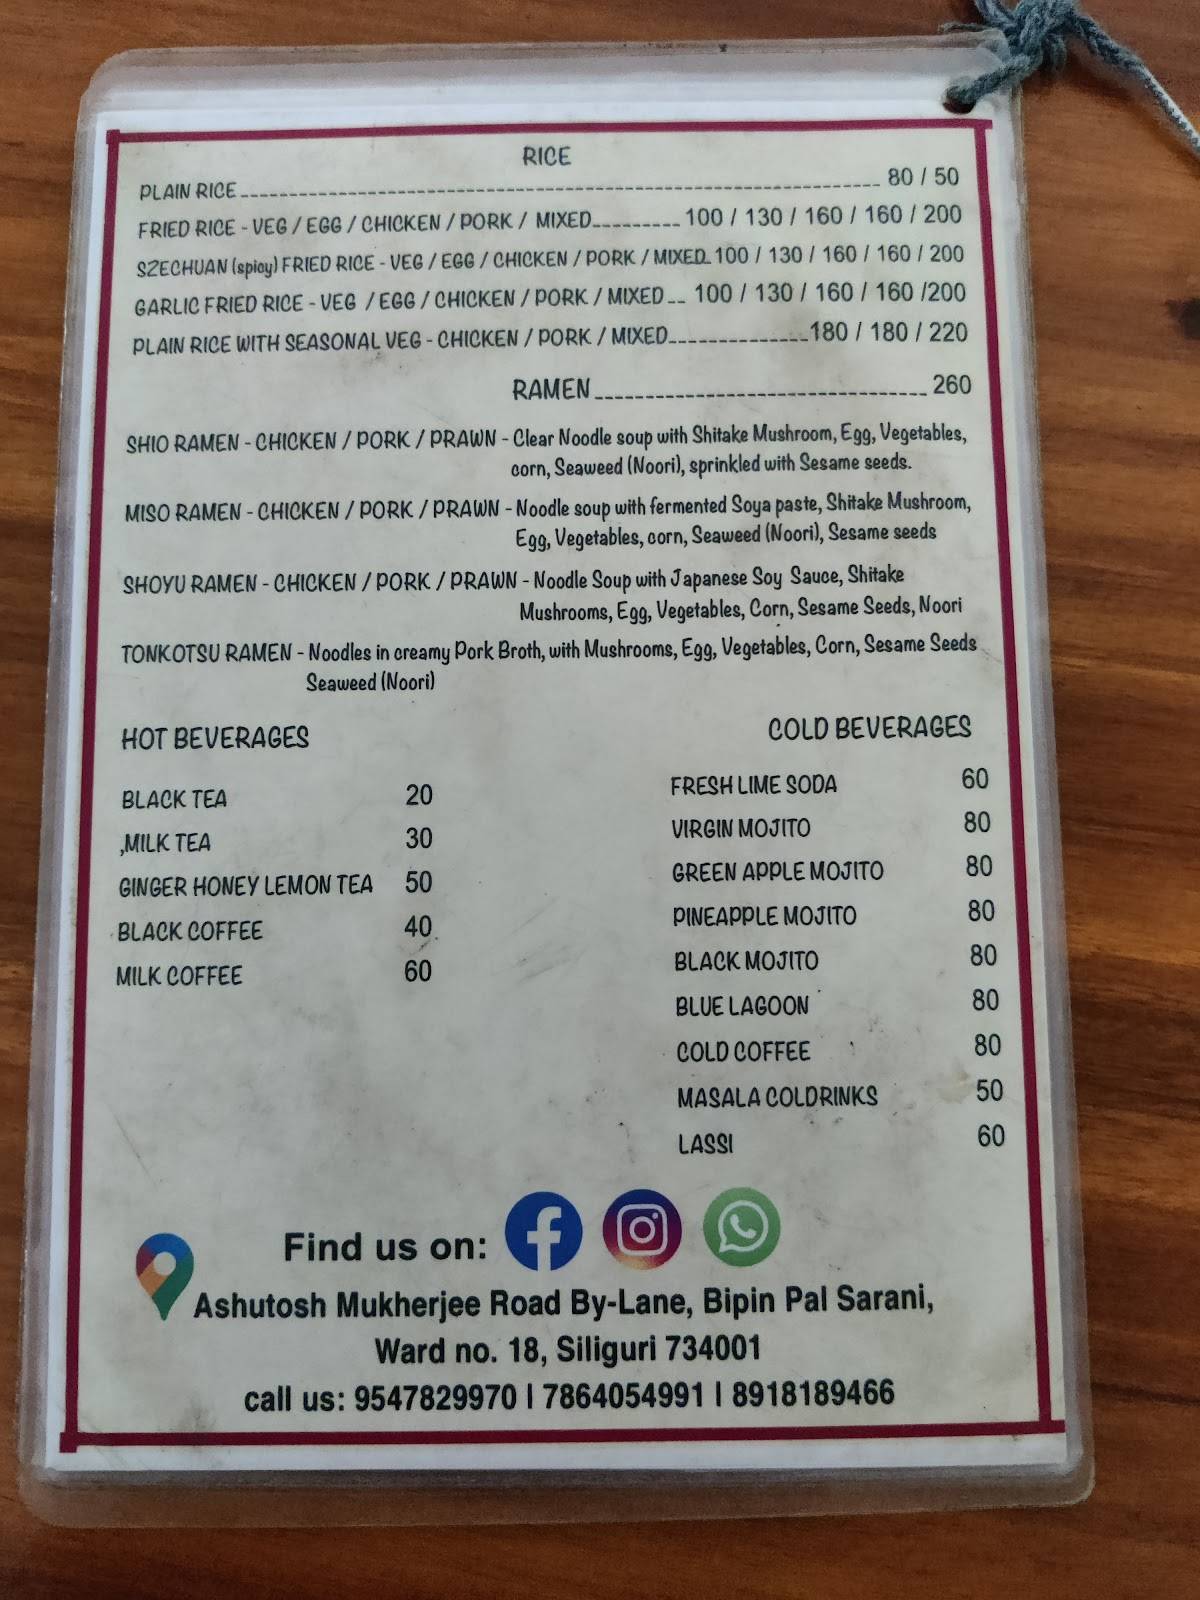 RICE
PLAIN RICE 80 / 50
FRIED RICE - VEG / EGG / CHICKEN / PORK / MIXED 100 / 130 / 160 / 160 / 200
SZECHUAN (spicy) FRIED RICE - VEG / EGG / CHICKEN / PORK / MIXED 100 / 130 / 160 / 160 / 200
GARLIC FRIED RICE - VEG / EGG / CHICKEN / PORK / MIXED 100 / 130 / 160 / 160 /200
PLAIN RICE WITH SEASONAL VEG - CHICKEN / PORK / MIXED 180 / 180 / 220
RAMEN 260
SHIO RAMEN - CHICKEN / PORK / PRAWN - Clear Noodle soup with Shitake Mushroom, Egg, Vegetables,
corn, Seaweed (Noori), sprinkled with Sesame seeds.
MISO RAMEN - CHICKEN / PORK / PRAWN - Noodle soup with fermented Soya paste, Shitake Mushroom,
Egg, Vegetables, corn, Seaweed (Noori), Sesame seeds
SHOYU RAMEN - CHICKEN / PORK / PRAWN - Noodle Soup with Japanese Soy Sauce, Shitake
Mushrooms, Egg, Vegetables, Corn, Sesame Seeds, Noori
TONKOTSU RAMEN - Noodles in creamy Pork Broth, with Mushrooms, Egg, Vegetables, Corn, Sesame Seeds
Seaweed (Noori)
HOT BEVERAGES
BLACK TEA 20
,MILK TEA 30
GINGER HONEY LEMON TEA 50
BLACK COFFEE 40
MILK COFFEE 60
COLD BEVERAGES
FRESH LIME SODA 60
VIRGIN MOJITO 80
GREEN APPLE MOJITO 80
PINEAPPLE MOJITO 80
BLACK MOJITO 80
BLUE LAGOON 80
COLD COFFEE 80
MASALA COLDRINKS 50
LASSI 60
Find us on:
Ashutosh Mukherjee Road By-Lane, Bipin Pal Sarani,
Ward no. 18, Siliguri 734001
call us: 9547829970 | 7864054991 | 8918189466